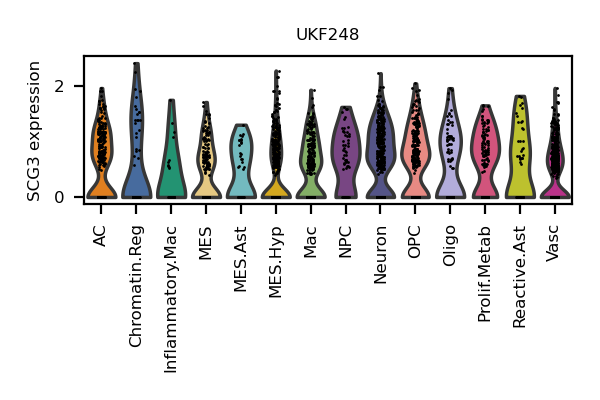 UKF248
SCG3 expression
2
0
AC
Chromatin.Reg
Inflammatory.Mac
MES
MES.Ast
MES.Hyp
Mac
NPC
Neuron
OPC
Oligo
Prolif.Metab
Reactive.Ast
Vasc